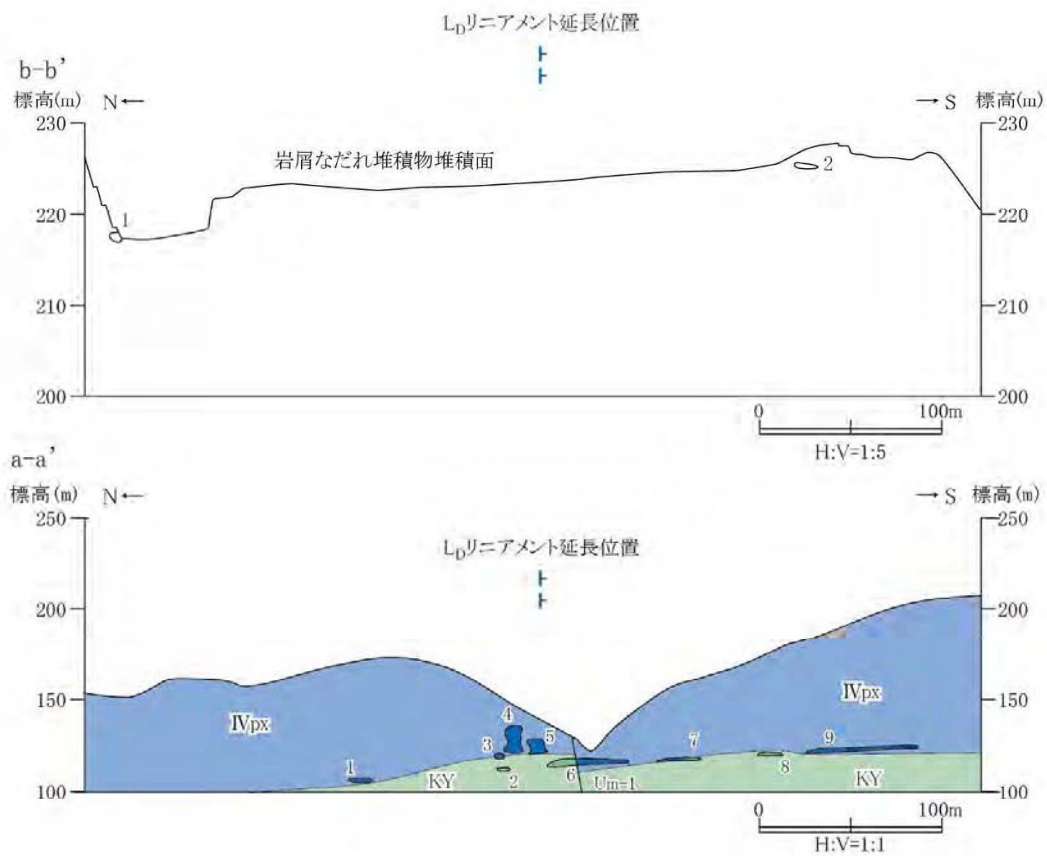 L_Dリニアメント延長位置
b-b'
標高(m) N← →S 標高(m)
230 230
岩屑なだれ堆積物堆積面
2
220 220
1
210 210
200 200
0 100m
H:V=1:5
a-a'
標高(m) N← →S 標高(m)
250 250
L_Dリニアメント延長位置
200 200
150 150
Ⅳpx Ⅳpx
4
5
3 7 9
1 KY 2 6 Um=1 8 KY
100 100
0 100m
H:V=1:1